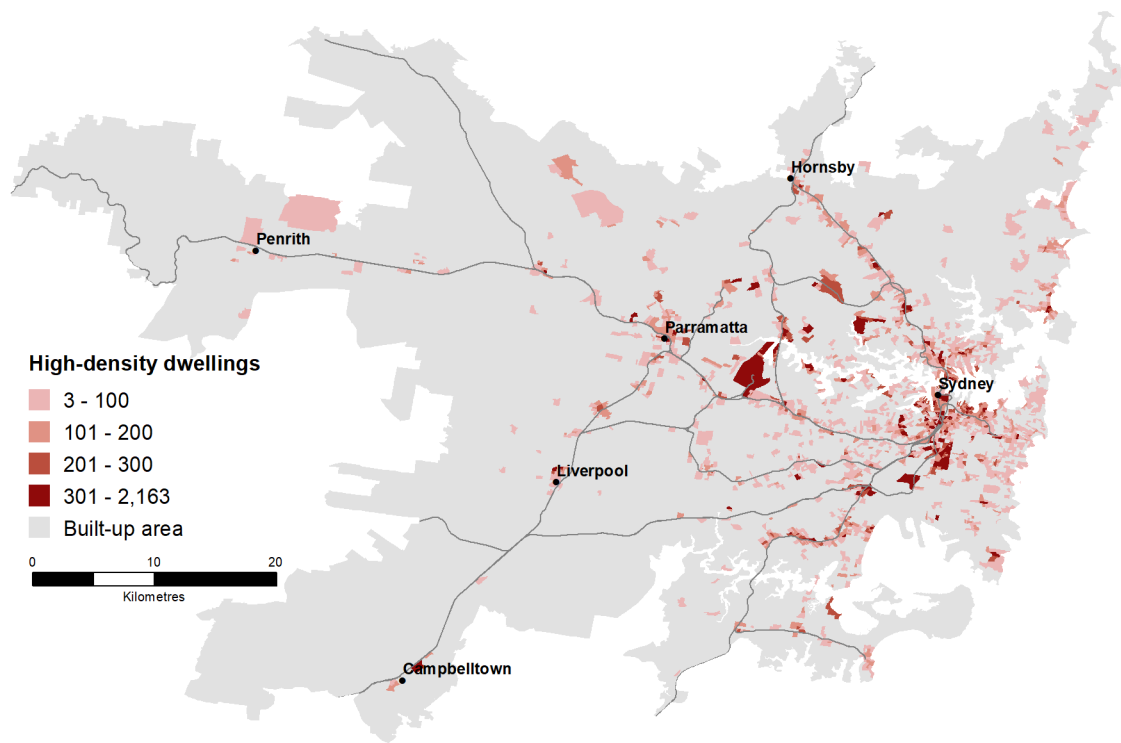 Hornsby
Penrith
Parramatta
High-density dwellings
3 - 100
Sydney
101 - 200
201 - 300
Liverpool
301 - 2,163
Built-up area
0 10 20
Kilometres
Campbelltown